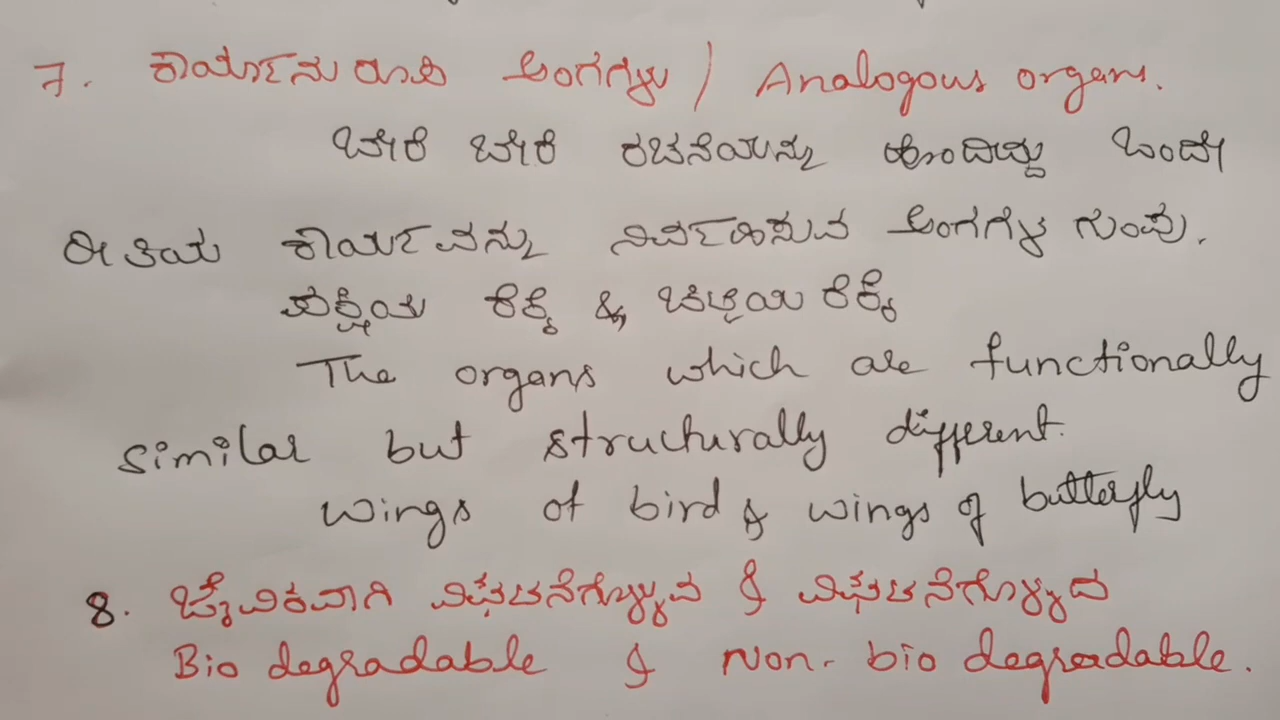 7. ಕಾರ್ಯಾನುರೂಪಿ ಅಂಗಗಳು / Analogous organs.
ಬೇರೆ ಬೇರೆ ರಚನೆಯನ್ನು ಹೊಂದಿದ್ದು ಒಂದೇ
ರೀತಿಯ ಕಾರ್ಯವನ್ನು ನಿರ್ವಹಿಸುವ ಅಂಗಗಳ ಗುಂಪು.
ಪಕ್ಷಿಯ ರೆಕ್ಕೆ &, ಚಿಟ್ಟೆಯ ರೆಕ್ಕೆ
The organs which are functionally
similar but structurally different.
wings of bird & wings of butterfly
8. ಜೈವಿಕವಾಗಿ ವಿಘಟನೆಗೊಳ್ಳುವ & ವಿಘಟನೆಗೊಳ್ಳದ
Bio degradable & Non- bio degradable.